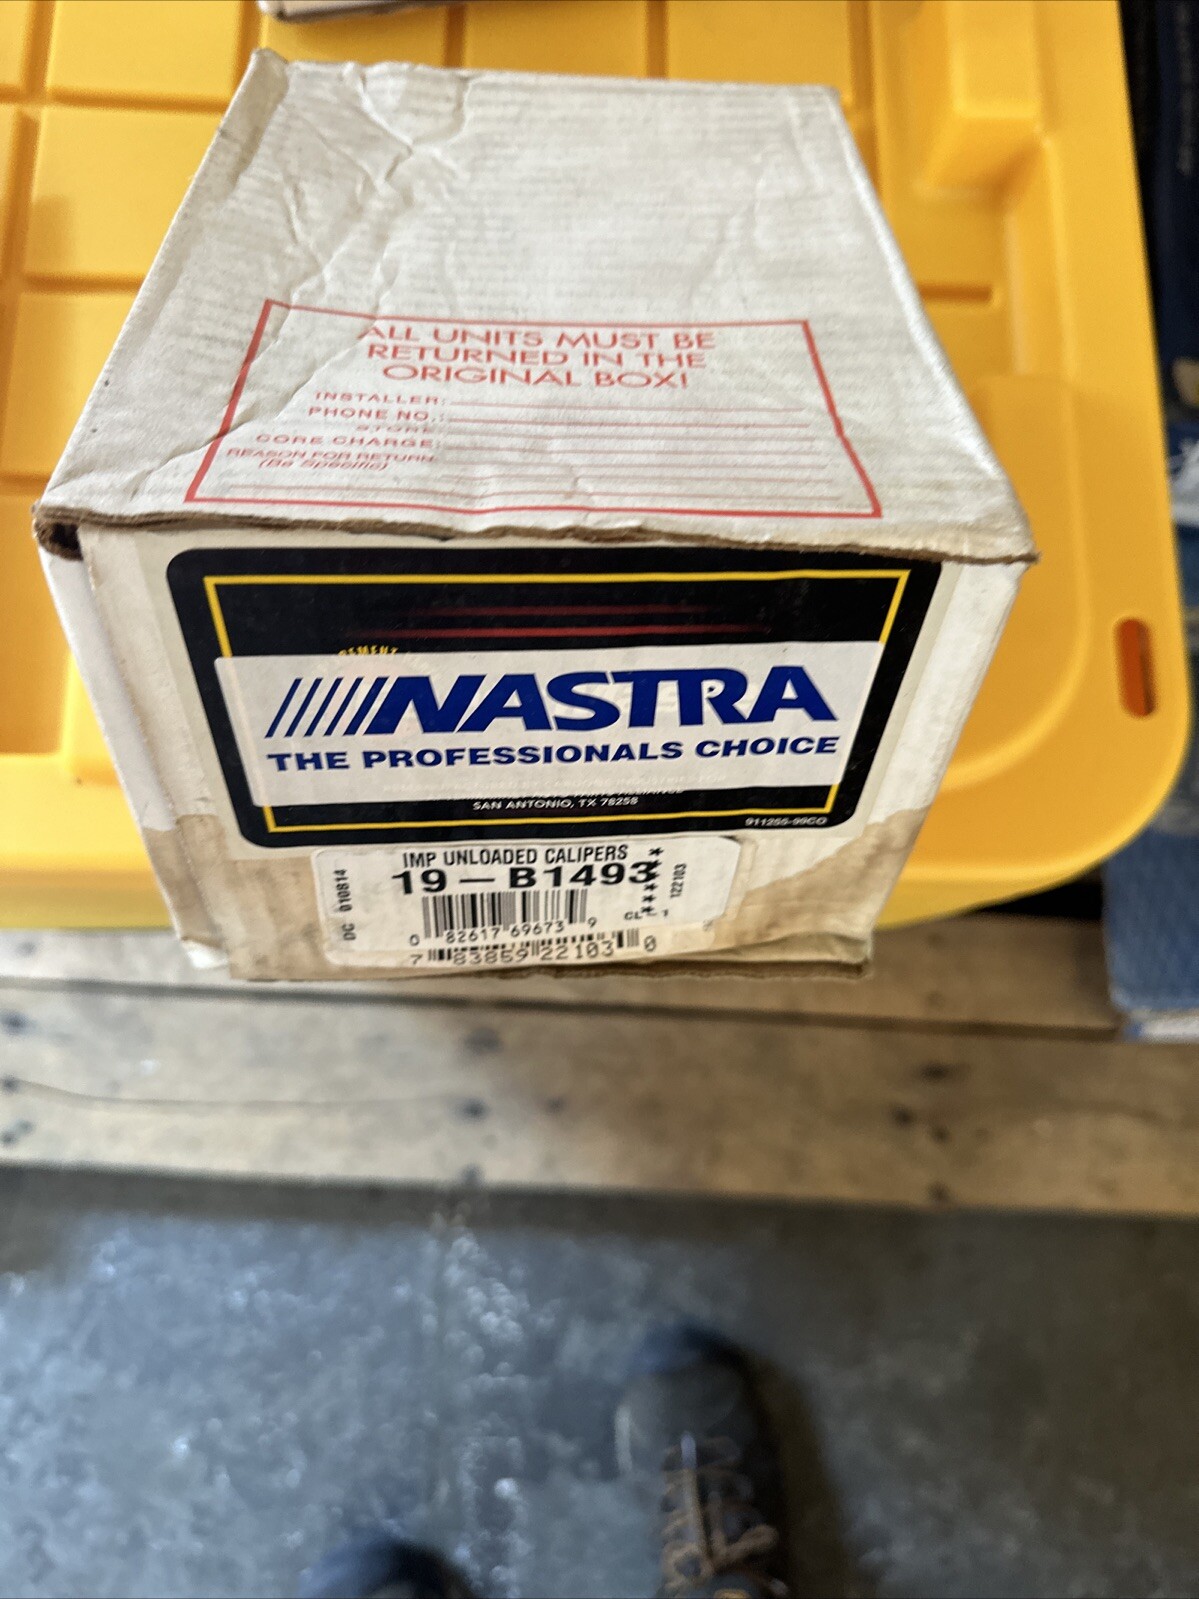 ALL UNITS MUST BE
RETURNED IN THE
ORIGINAL BOX!
INSTALLER:
PHONE NO.:
STORE:
CORE CHARGE:
REASON FOR RETURN:
(Be Specific)
NASTRA
THE PROFESSIONALS CHOICE
SAN ANTONIO, TX 78258
911255-99CO
IMP UNLOADED CALIPERS
19-B1493
DC 010814
122103
0 82617 69673 9
7 83859 22103 0